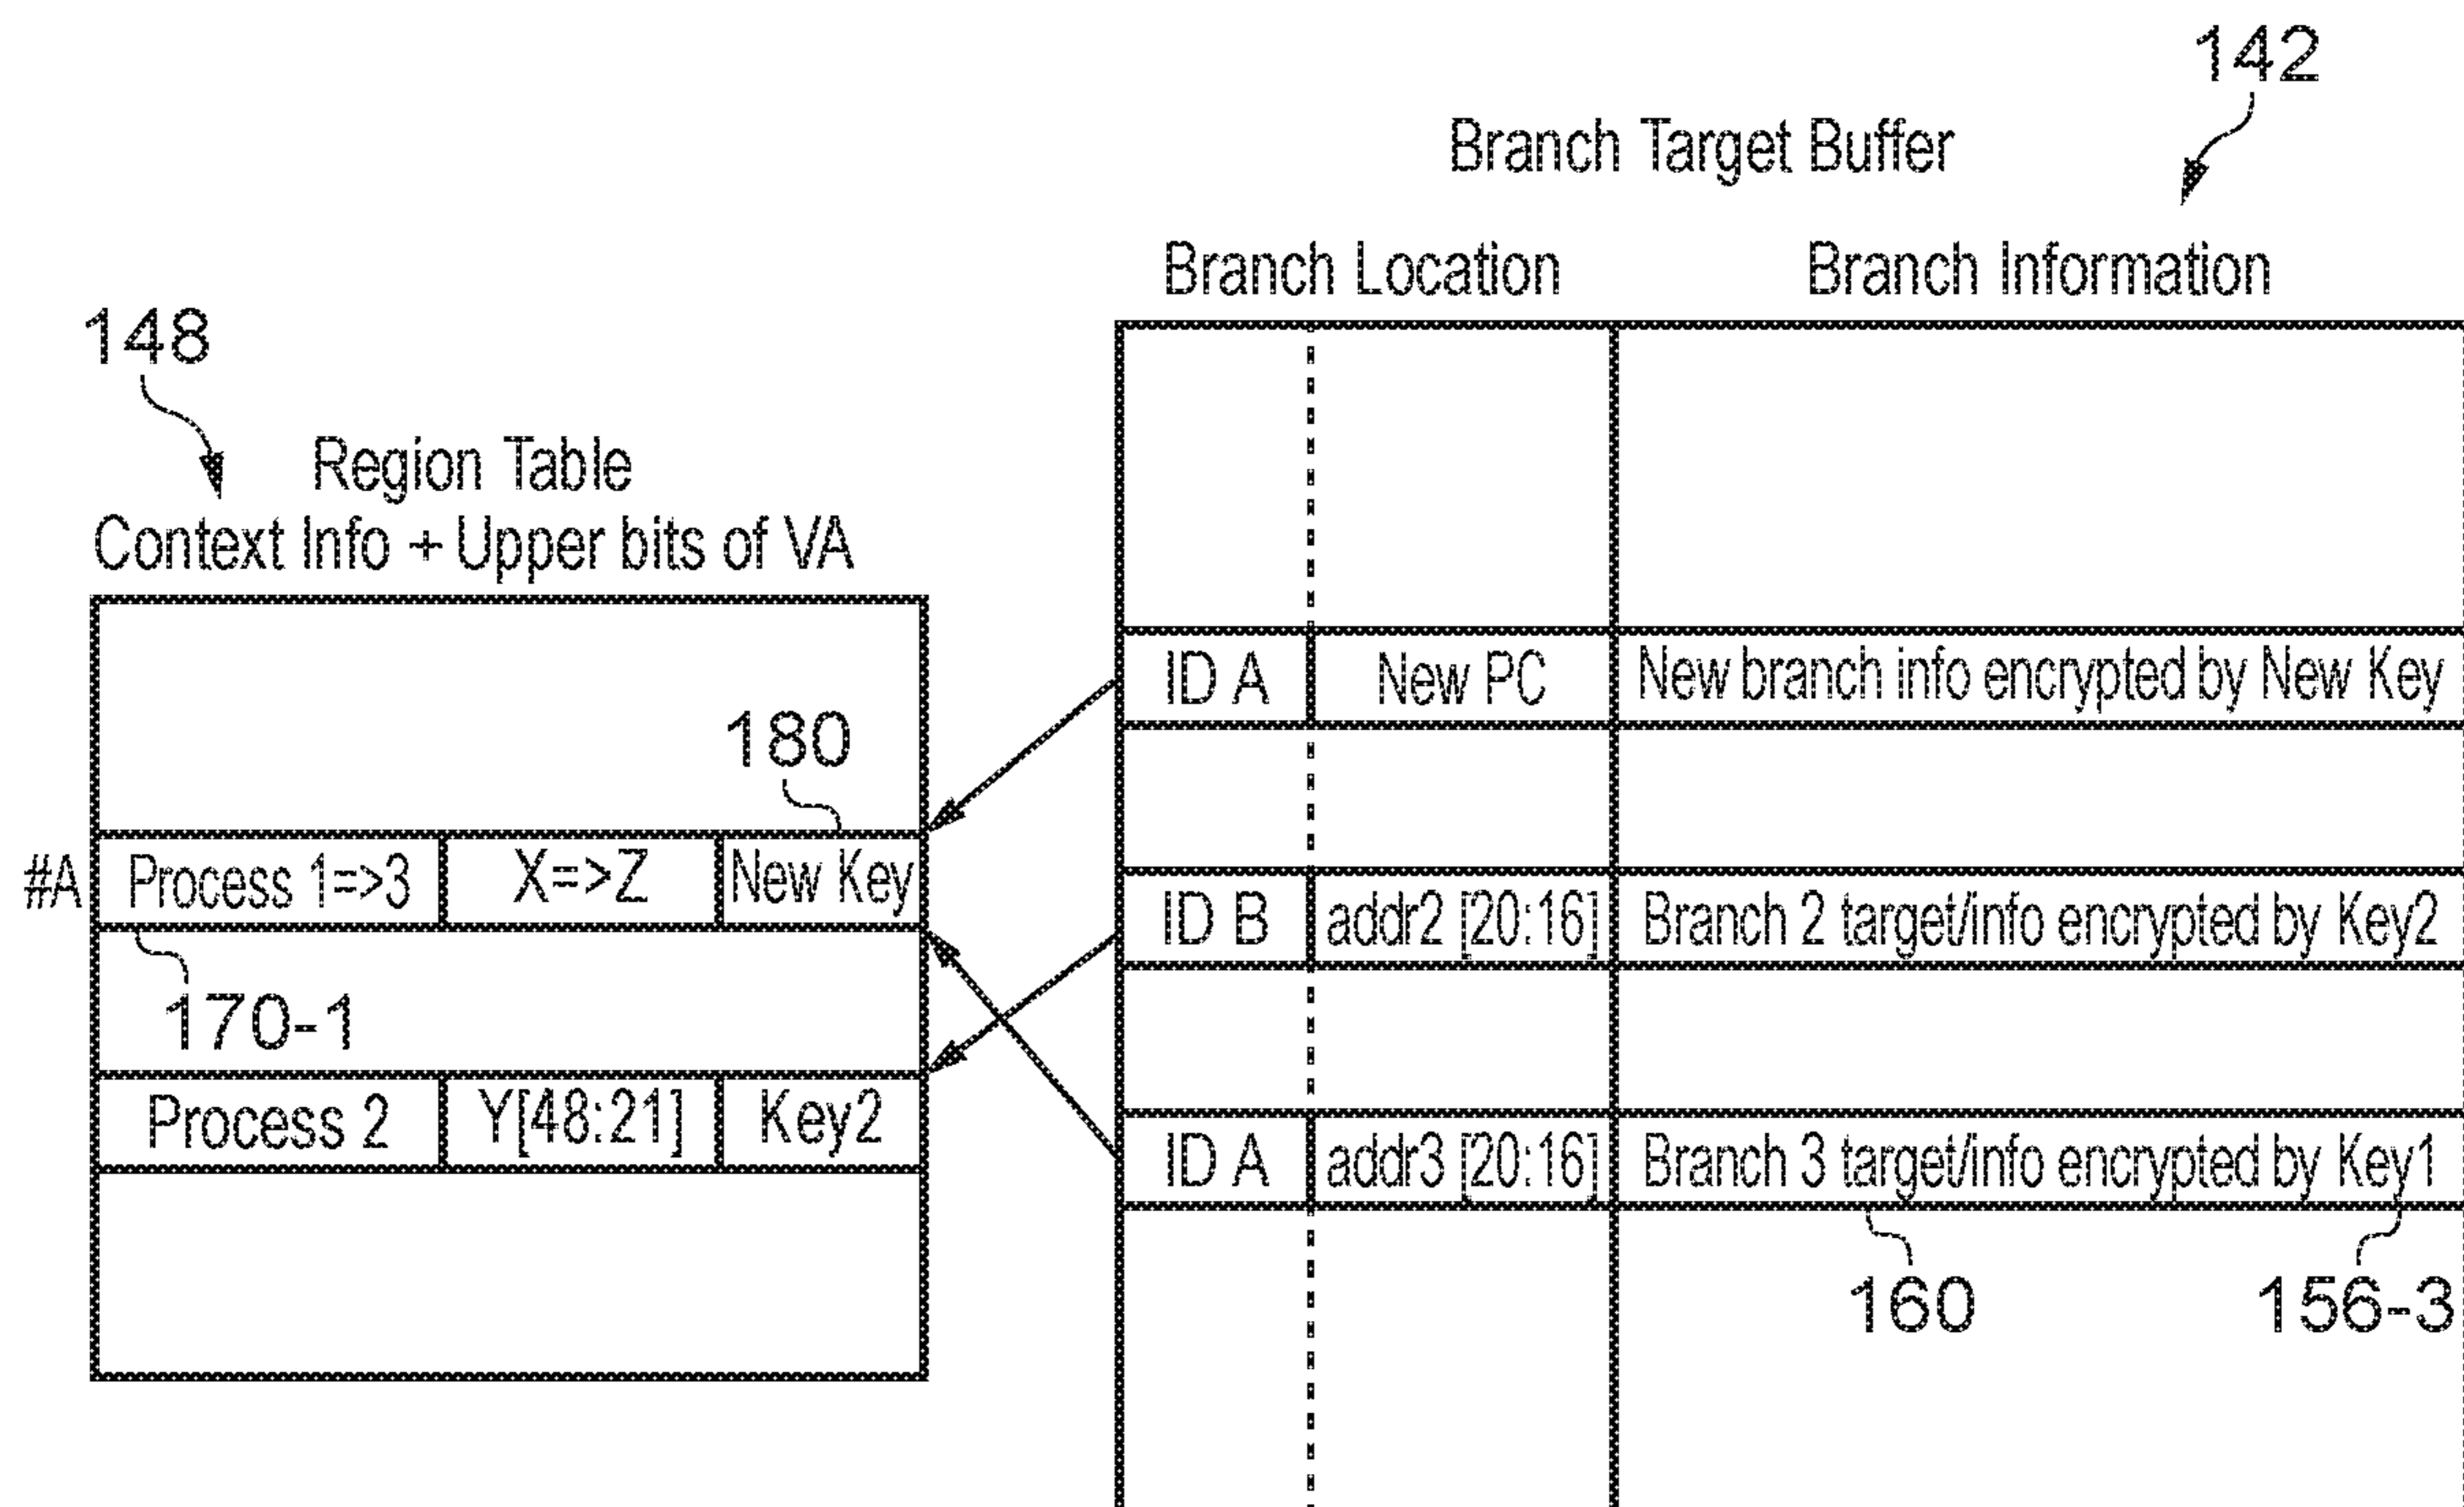 142
Branch Target Buffer
Branch Location
Branch Information
148
Region Table
Context Info + Upper bits of VA
ID A
New PC
New branch info encrypted by New Key
180
#A
Process 1=>3
X=>Z
New Key
ID B
addr2 [20:16]
Branch 2 target/info encrypted by Key2
170-1
Process 2
Y[48:21]
Key2
ID A
addr3 [20:16]
Branch 3 target/info encrypted by Key1
160
156-3